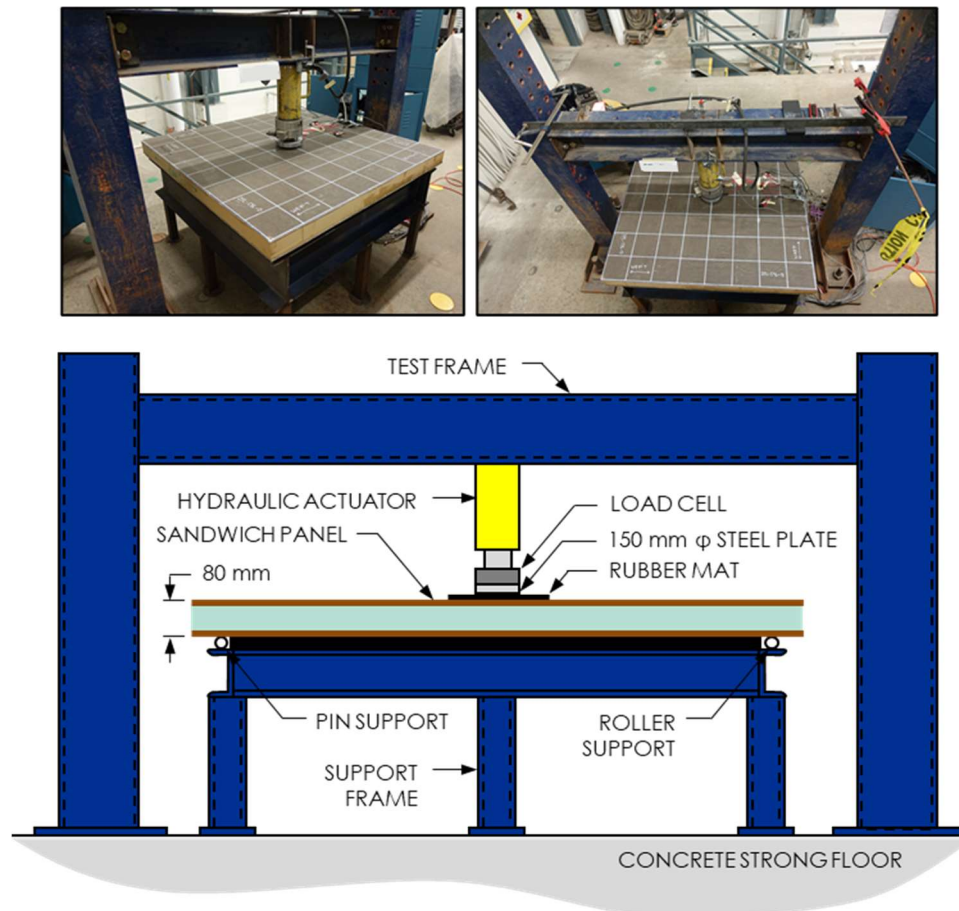 TEST FRAME
HYDRAULIC ACTUATOR
LOAD CELL
SANDWICH PANEL
150 mm φ STEEL PLATE
80 mm
RUBBER MAT
PIN SUPPORT
ROLLER
SUPPORT
SUPPORT
FRAME
CONCRETE STRONG FLOOR